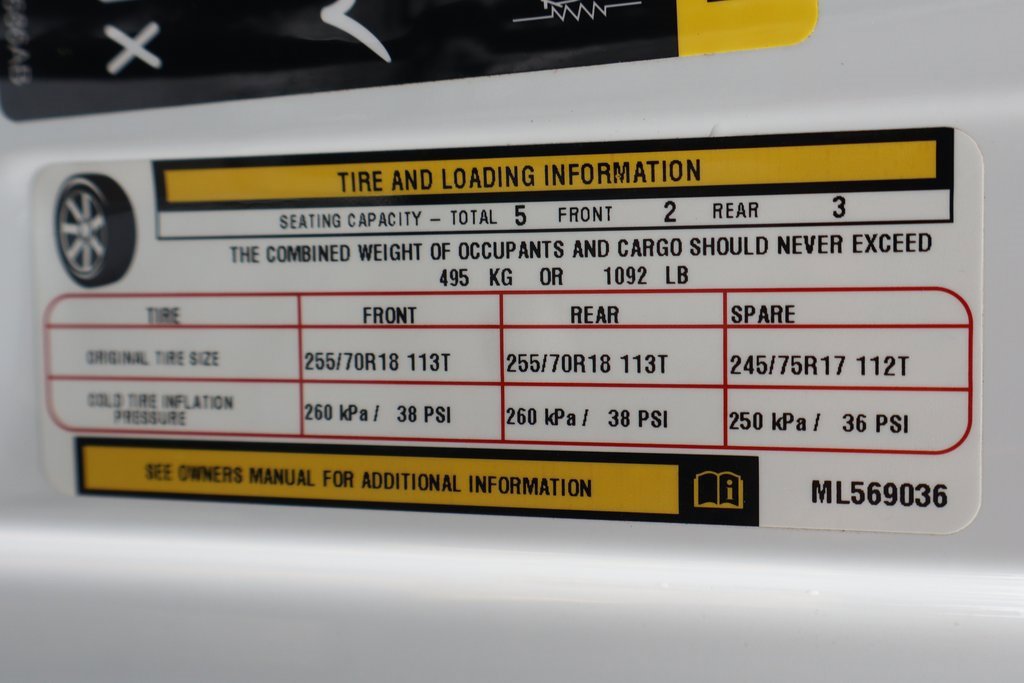 TIRE AND LOADING INFORMATION
SEATING CAPACITY – TOTAL 5 FRONT 2 REAR 3
THE COMBINED WEIGHT OF OCCUPANTS AND CARGO SHOULD NEVER EXCEED
495 KG OR 1092 LB
TIRE FRONT REAR SPARE
ORIGINAL TIRE SIZE 255/70R18 113T 255/70R18 113T 245/75R17 112T
COLD TIRE INFLATION
PRESSURE 260 kPa / 38 PSI 260 kPa / 38 PSI 250 kPa / 36 PSI
SEE OWNERS MANUAL FOR ADDITIONAL INFORMATION
ML569036